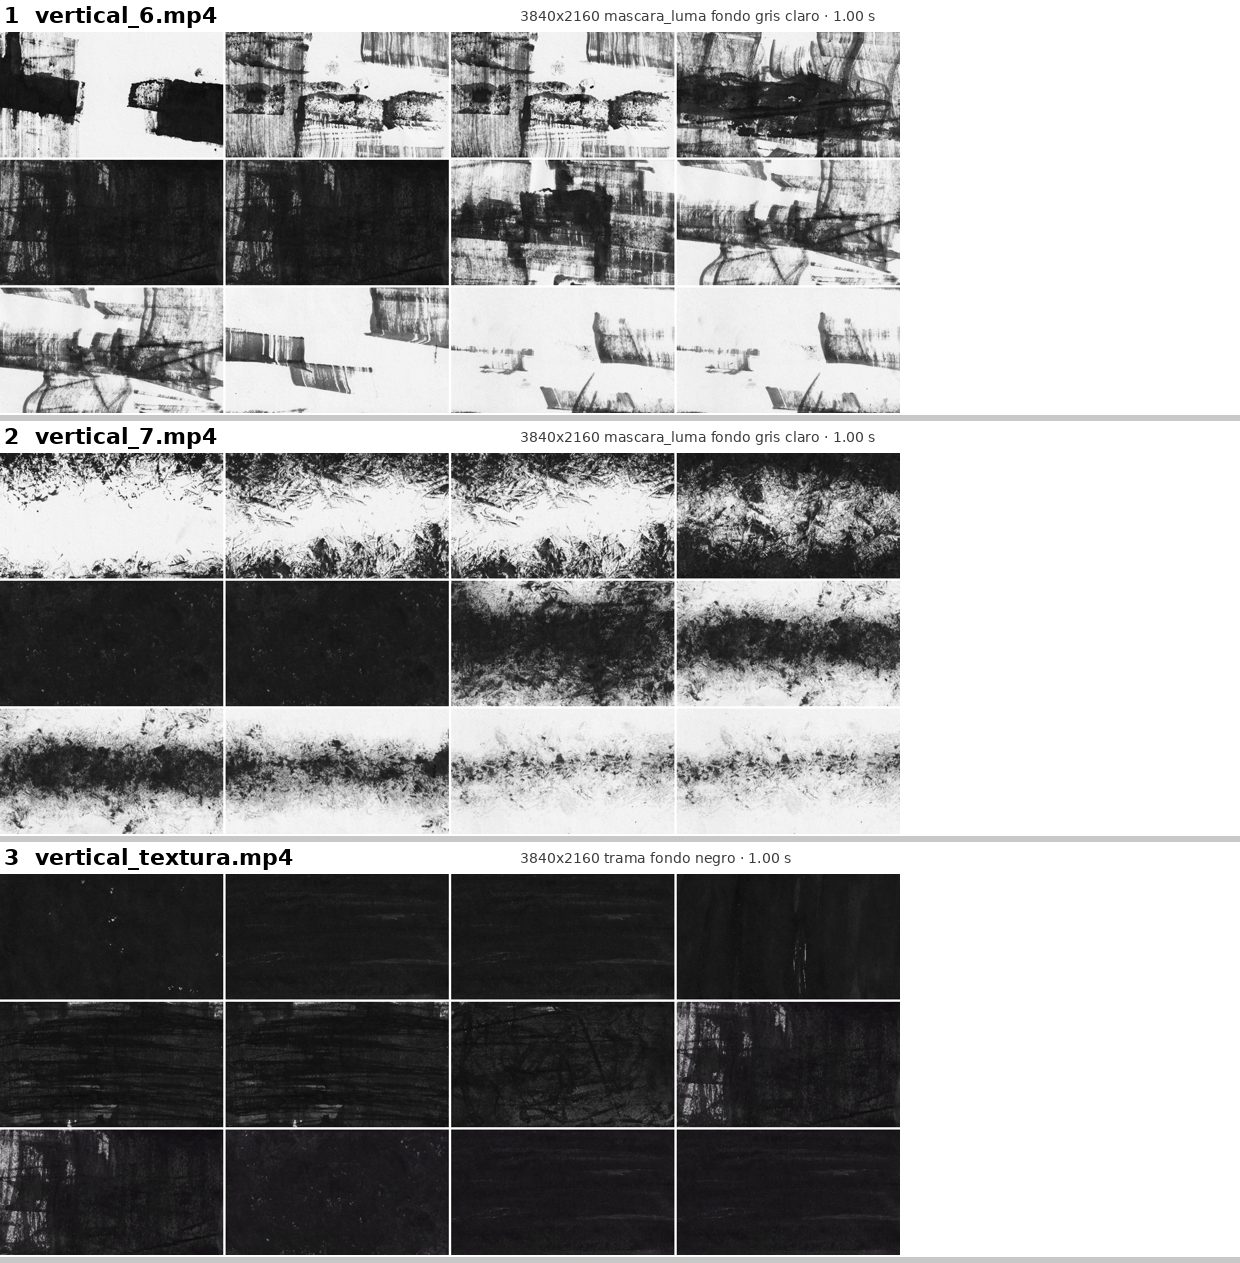 1 vertical_6.mp4
3840x2160 mascara_luma fondo gris claro · 1.00 s
2 vertical_7.mp4
3840x2160 mascara_luma fondo gris claro · 1.00 s
3 vertical_textura.mp4
3840x2160 trama fondo negro · 1.00 s